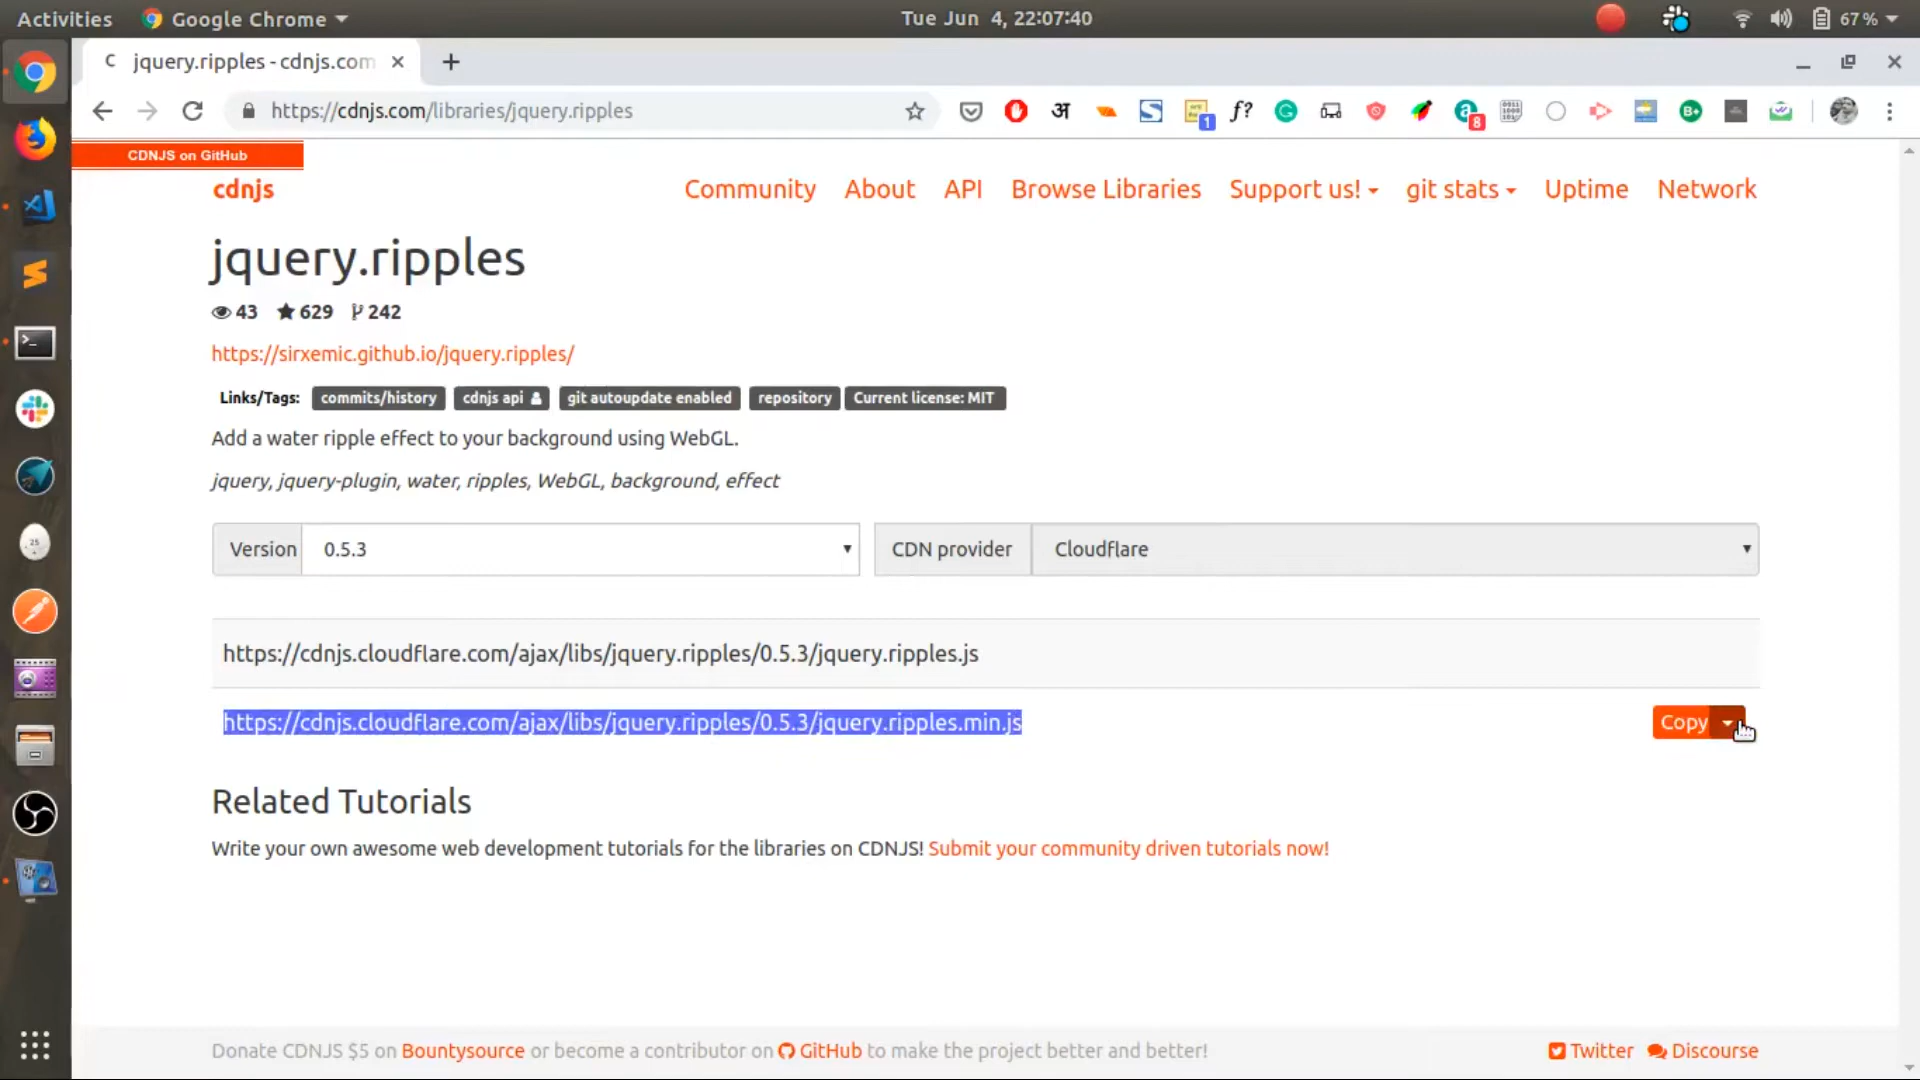 Activities Google Chrome Tue Jun 4, 22:07:40 67 %
jquery.ripples - cdnjs.com
https://cdnjs.com/libraries/jquery.ripples
अ f? 1 8 B+
CDNJS on GitHub
cdnjs Community About API Browse Libraries Support us! git stats Uptime Network
jquery.ripples
43 629 242
https://sirxemic.github.io/jquery.ripples/
Links/Tags: commits/history cdnjs api git autoupdate enabled repository Current license: MIT
Add a water ripple effect to your background using WebGL.
jquery, jquery-plugin, water, ripples, WebGL, background, effect
Version 0.5.3 CDN provider Cloudflare
https://cdnjs.cloudflare.com/ajax/libs/jquery.ripples/0.5.3/jquery.ripples.js
https://cdnjs.cloudflare.com/ajax/libs/jquery.ripples/0.5.3/jquery.ripples.min.js Copy
Related Tutorials
Write your own awesome web development tutorials for the libraries on CDNJS! Submit your community driven tutorials now!
Donate CDNJS $5 on Bountysource or become a contributor on GitHub to make the project better and better! Twitter Discourse